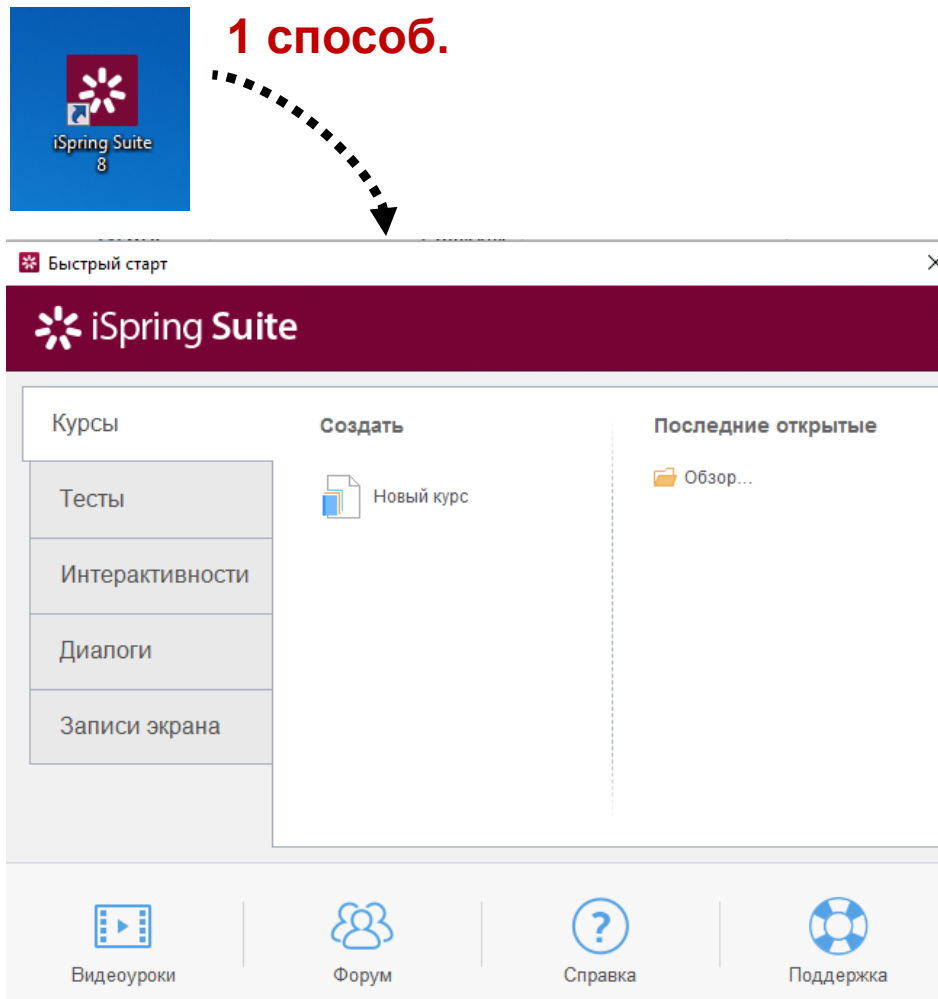 1 способ.
iSpring Suite
8
Быстрый старт
iSpring Suite
Курсы
Тесты
Интерактивности
Диалоги
Записи экрана
Создать
Новый курс
Последние открытые
Обзор...
Видеоуроки
Форум
Справка
Поддержка